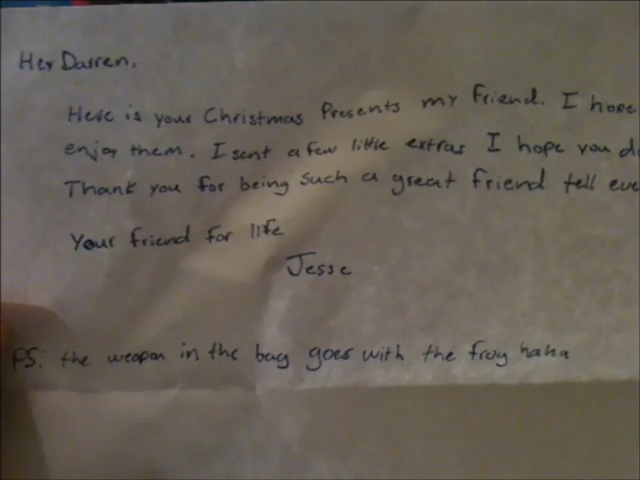 Hey Darren,
Here is your Christmas Presents my friend. I hope
enjoy them. I sent a few little extras I hope you
Thank you for being such a great friend tell
Your friend for life
Jesse
PS: the weapon in the bag goes with the frog haha